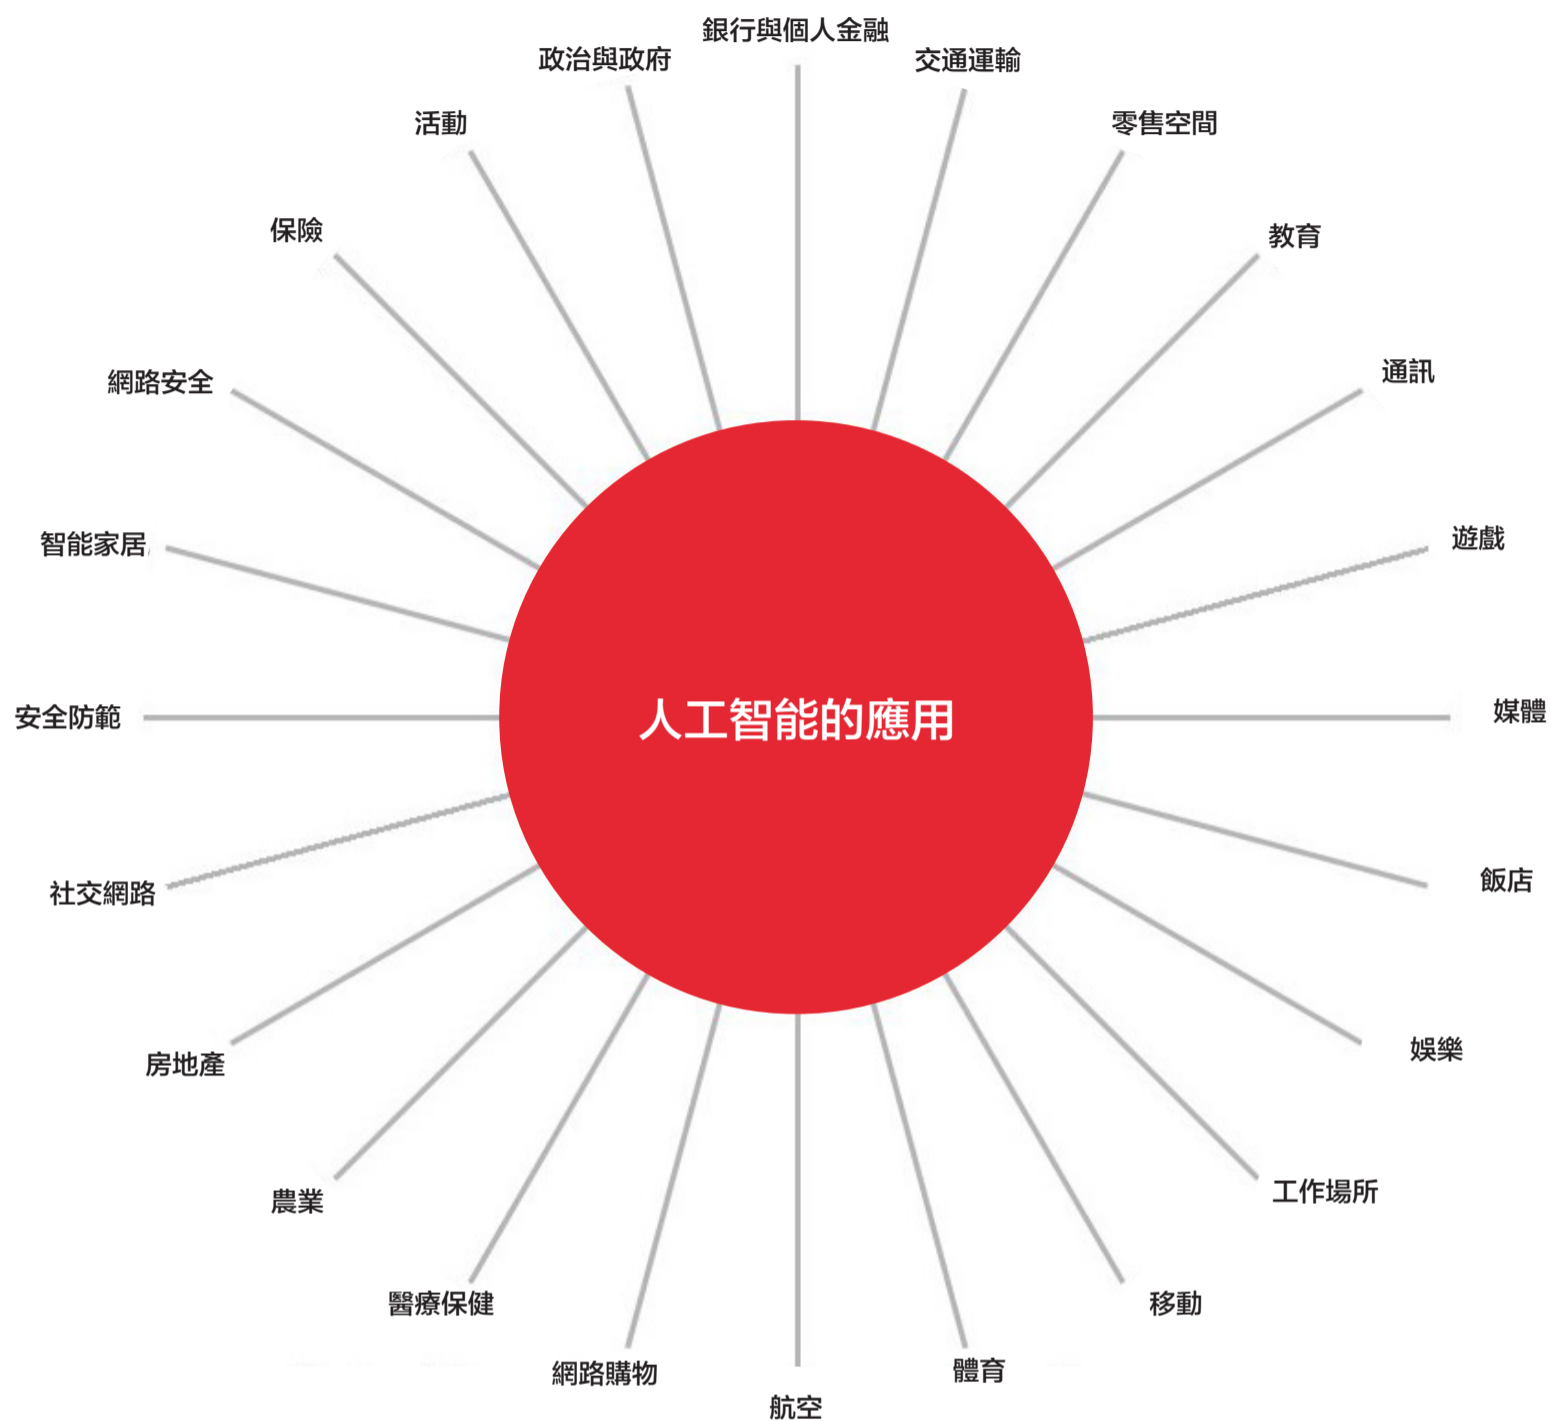 銀行與個人金融
交通運輸
零售空間
教育
通訊
遊戲
媒體
飯店
娛樂
工作場所
移動
體育
航空
網路購物
醫療保健
農業
房地產
社交網路
安全防範
智能家居
網路安全
保險
活動
政治與政府
人工智能的應用